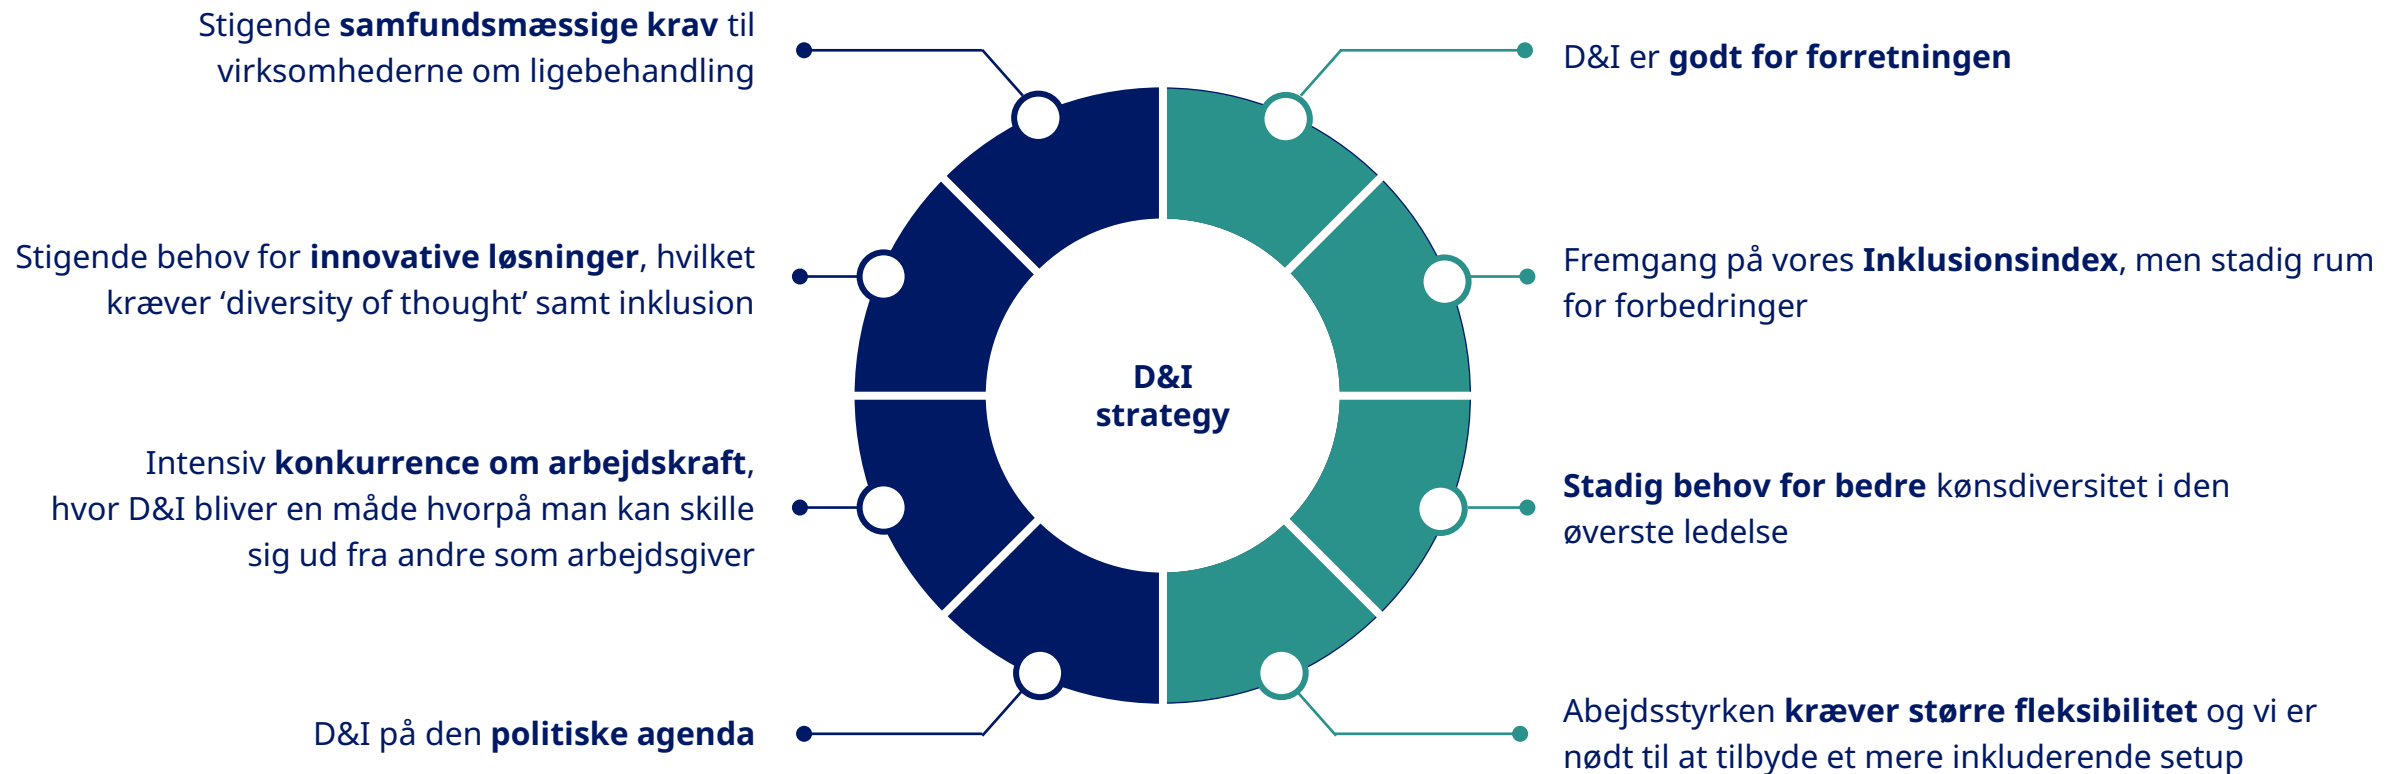 Stigende samfundsmæssige krav til
virksomhederne om ligebehandling
Stigende behov for innovative løsninger, hvilket
kræver ‘diversity of thought’ samt inklusion
Intensiv konkurrence om arbejdskraft,
hvor D&I bliver en måde hvorpå man kan skille
sig ud fra andre som arbejdsgiver
D&I på den politiske agenda
D&I
strategy
D&I er godt for forretningen
Fremgang på vores Inklusionsindex, men stadig rum
for forbedringer
Stadig behov for bedre kønsdiversitet i den
øverste ledelse
Abejdsstyrken kræver større fleksibilitet og vi er
nødt til at tilbyde et mere inkluderende setup